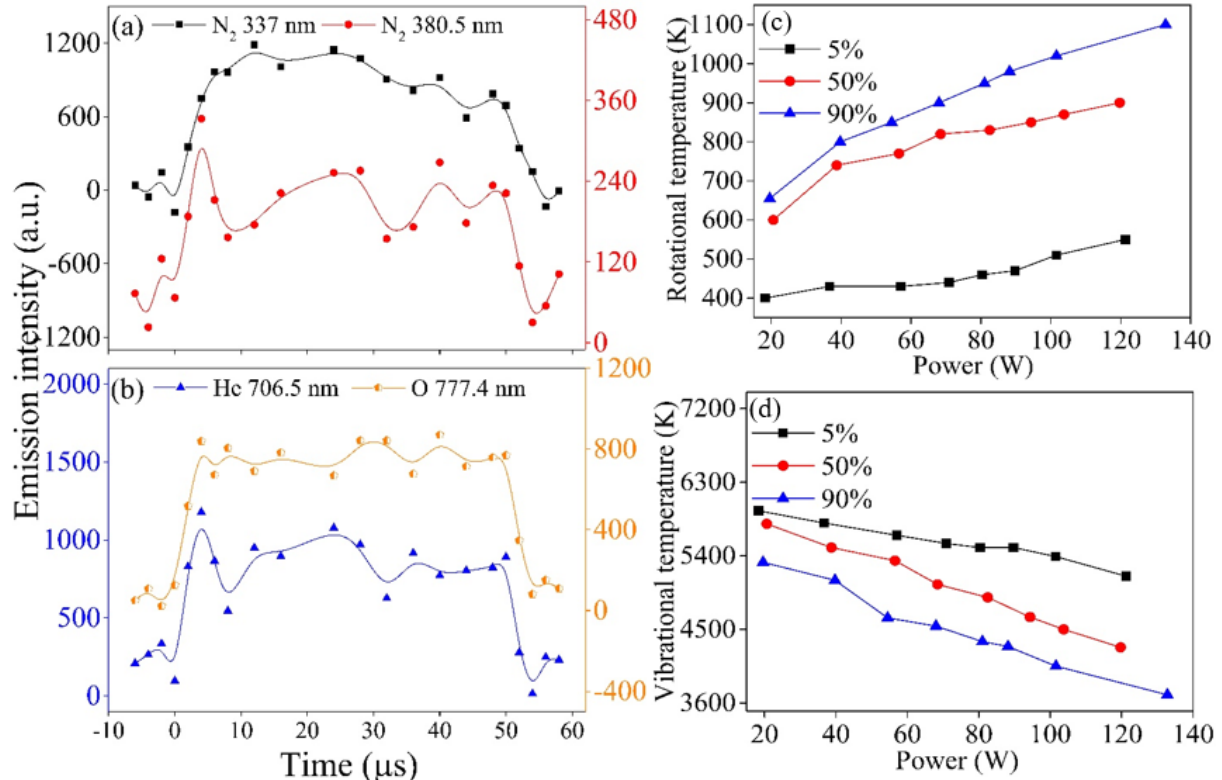 Emission intensity (a.u.)
(a)
N2 337 nm
N2 380.5 nm
1200
600
0
-600
1200
480
360
240
120
0
(b)
He 706.5 nm
O 777.4 nm
2000
1500
1000
500
0
1200
800
400
0
-400
-10 0 10 20 30 40 50 60
Time (μs)
(c)
5%
50%
90%
Rotational temperature (K)
1100
1000
900
800
700
600
500
400
20 40 60 80 100 120 140
Power (W)
(d)
5%
50%
90%
Vibrational temperature (K)
7200
6300
5400
4500
3600
20 40 60 80 100 120 140
Power (W)